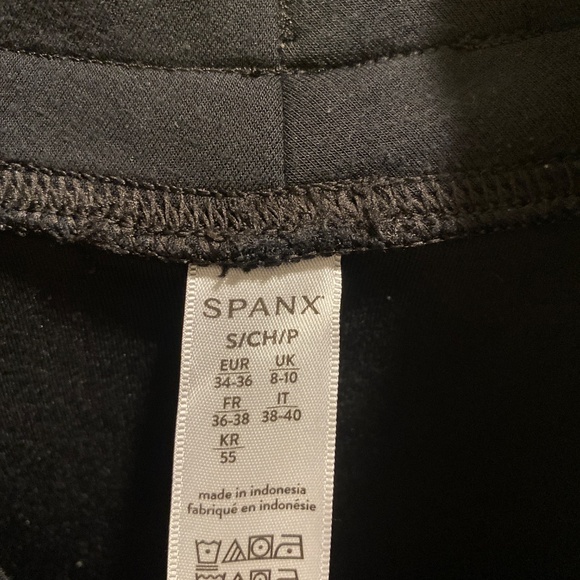 SPANX
S/CH/P
EUR UK
34-36 8-10
FR IT
36-38 38-40
KR
55
made in indonesia
fabriqué en indonésie